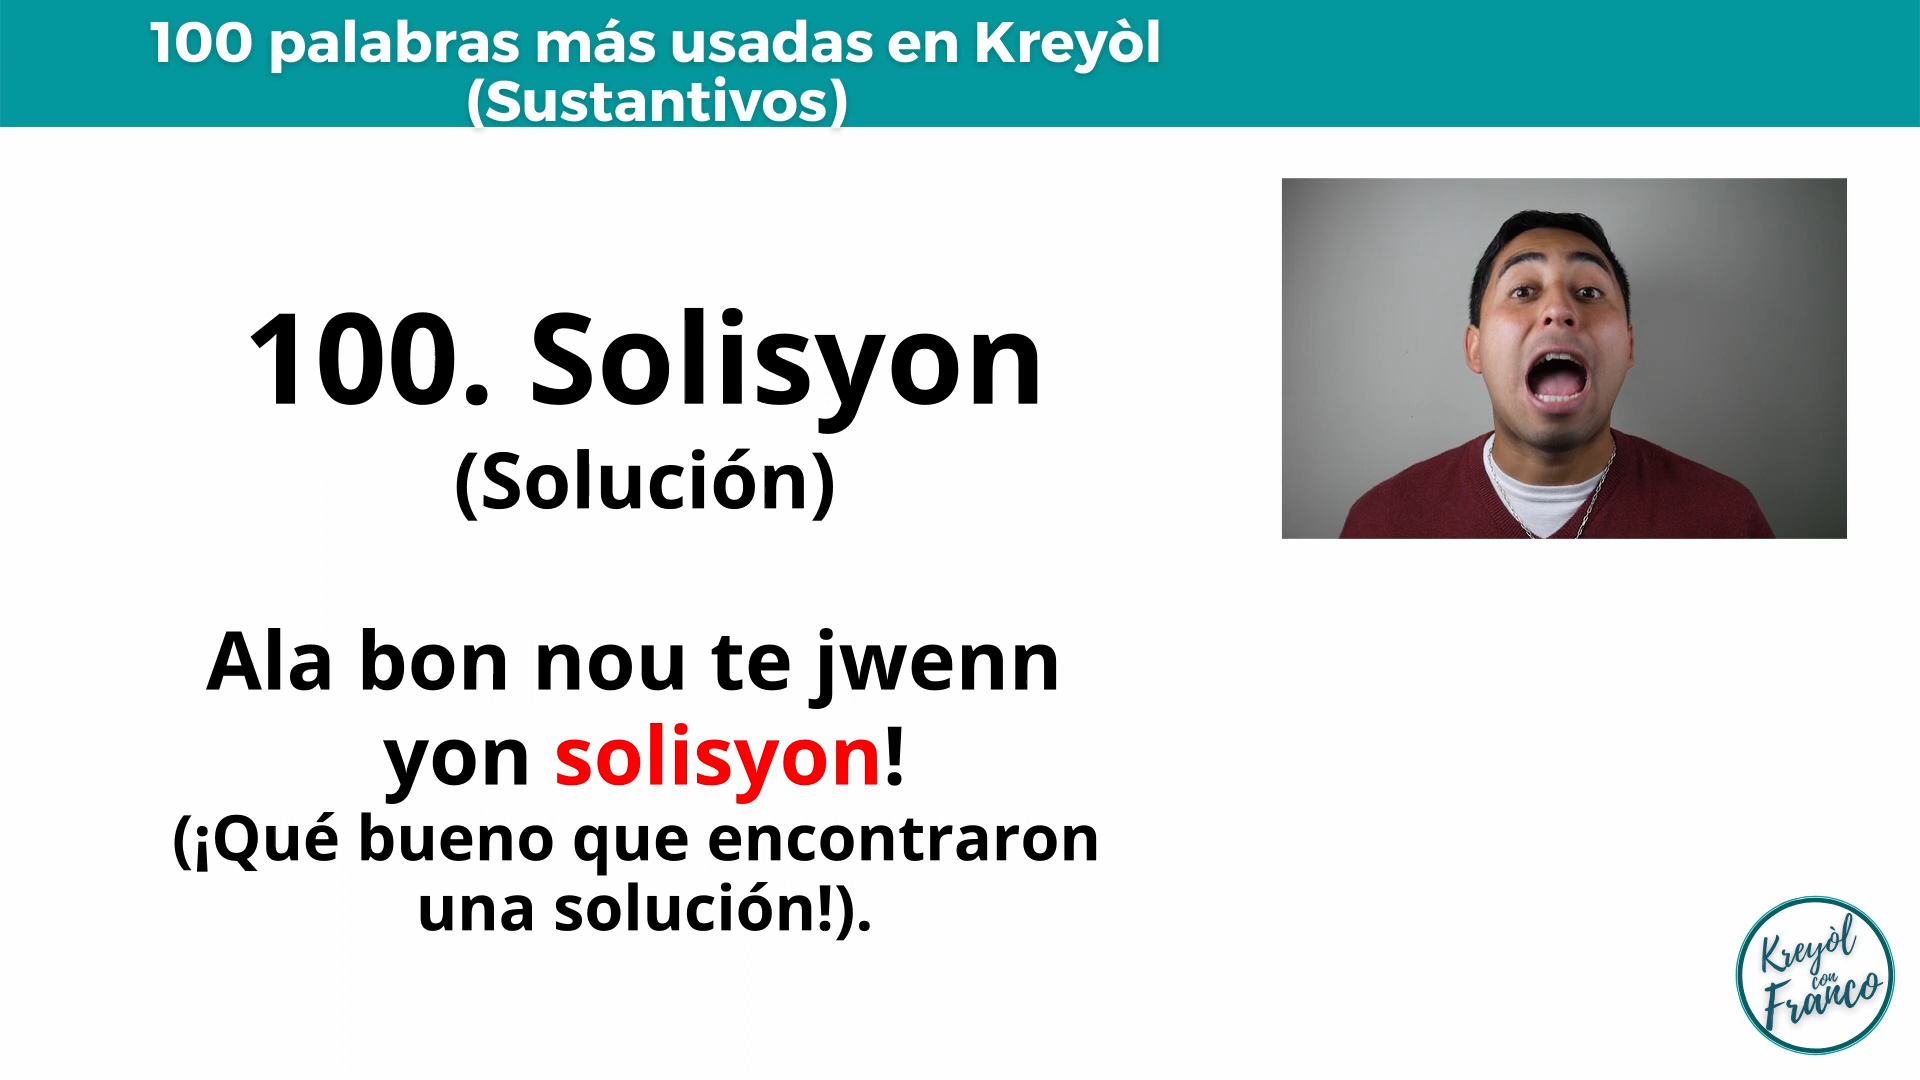 100 palabras más usadas en Kreyòl
(Sustantivos)
100. Solisyon
(Solución)
Ala bon nou te jwenn
yon solisyon!
(¡Qué bueno que encontraron
una solución!).
Kreyòl
con
Franco